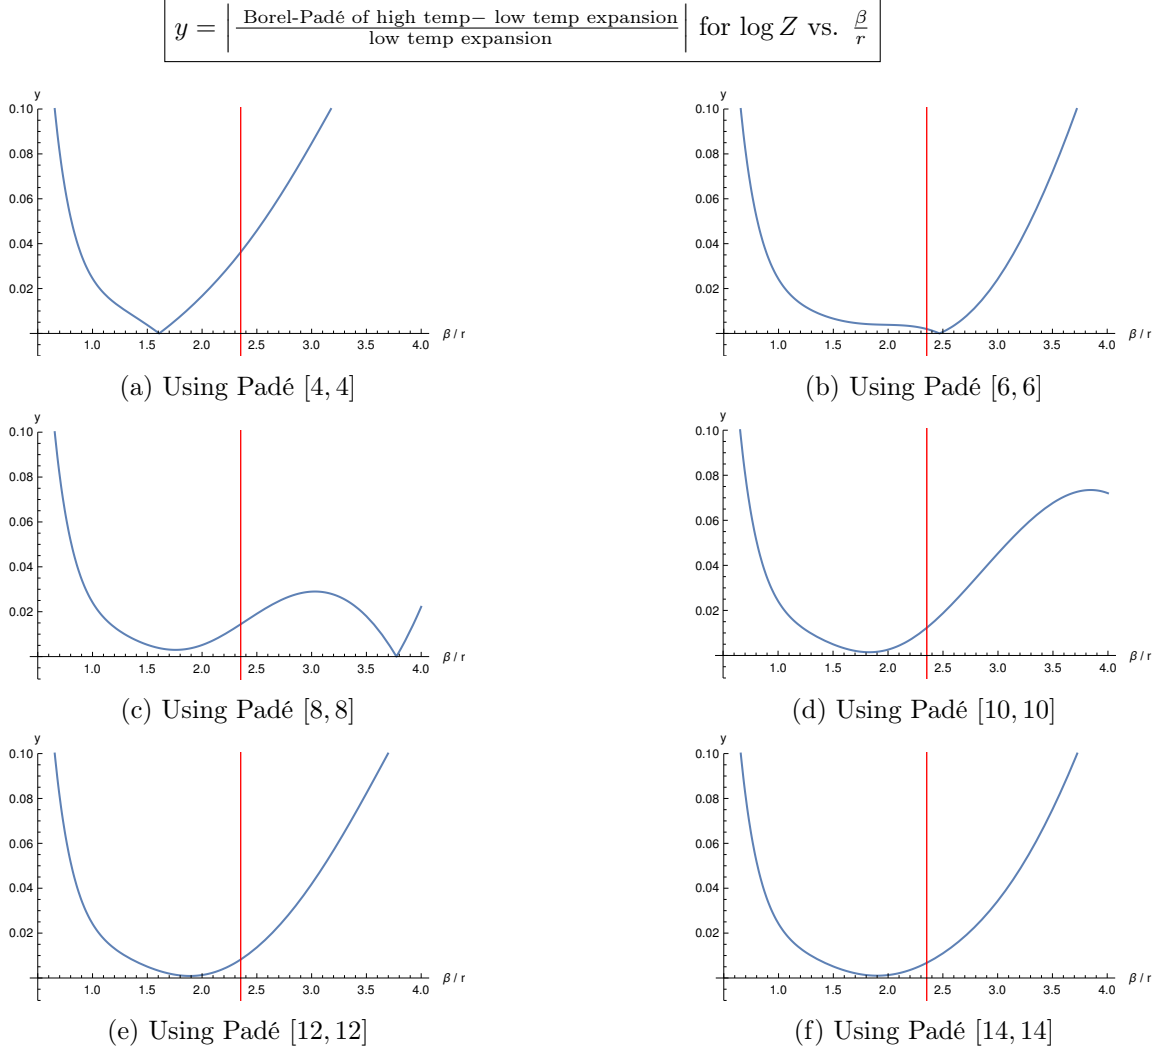 y = | Borel-Padé of high temp− low temp expansion / low temp expansion | for log Z vs. β/r
y
0.10
0.08
0.06
0.04
0.02
1.0 1.5 2.0 2.5 3.0 3.5 4.0 β / r
(a) Using Padé [4, 4]
y
0.10
0.08
0.06
0.04
0.02
1.0 1.5 2.0 2.5 3.0 3.5 4.0 β / r
(b) Using Padé [6, 6]
y
0.10
0.08
0.06
0.04
0.02
1.0 1.5 2.0 2.5 3.0 3.5 4.0 β / r
(c) Using Padé [8, 8]
y
0.10
0.08
0.06
0.04
0.02
1.0 1.5 2.0 2.5 3.0 3.5 4.0 β / r
(d) Using Padé [10, 10]
y
0.10
0.08
0.06
0.04
0.02
1.0 1.5 2.0 2.5 3.0 3.5 4.0 β / r
(e) Using Padé [12, 12]
y
0.10
0.08
0.06
0.04
0.02
1.0 1.5 2.0 2.5 3.0 3.5 4.0 β / r
(f) Using Padé [14, 14]